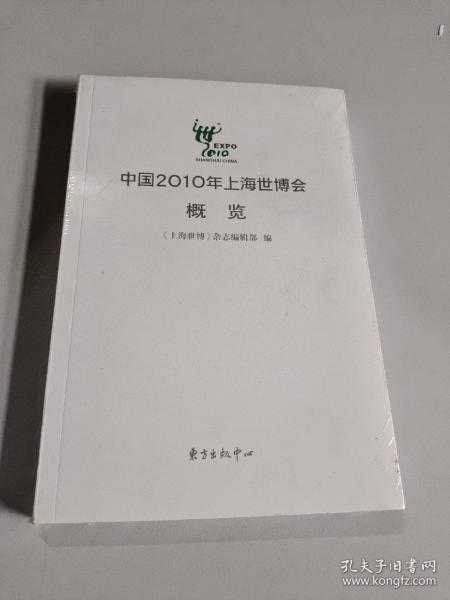 EXPO
2010
SHANGHAI CHINA
中国2010年上海世博会
概 览
《上海世博》杂志编辑部 编
东方出版中心
孔夫子旧书网
www.kongfz.com